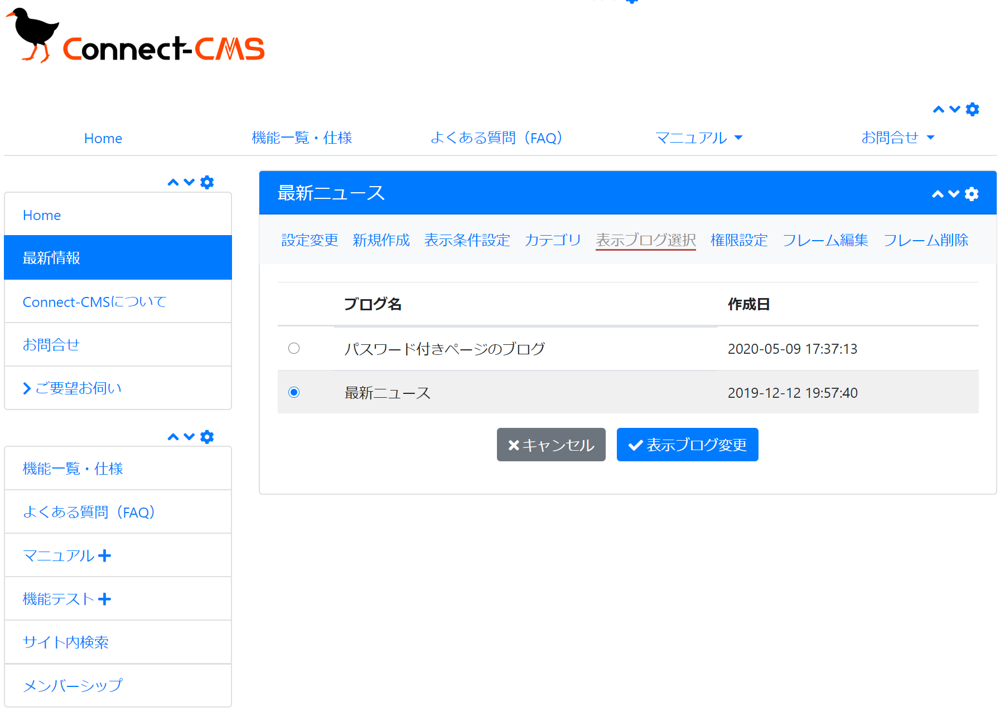 Connect-CMS
Home 機能一覧・仕様 よくある質問（FAQ） マニュアル お問合せ
Home
最新情報
Connect-CMSについて
お問合せ
ご要望お伺い
機能一覧・仕様
よくある質問（FAQ）
マニュアル
機能テスト
サイト内検索
メンバーシップ
最新ニュース
設定変更 新規作成 表示条件設定 カテゴリ 表示ブログ選択 権限設定 フレーム編集 フレーム削除
ブログ名 作成日
パスワード付きページのブログ 2020-05-09 17:37:13
最新ニュース 2019-12-12 19:57:40
キャンセル 表示ブログ変更